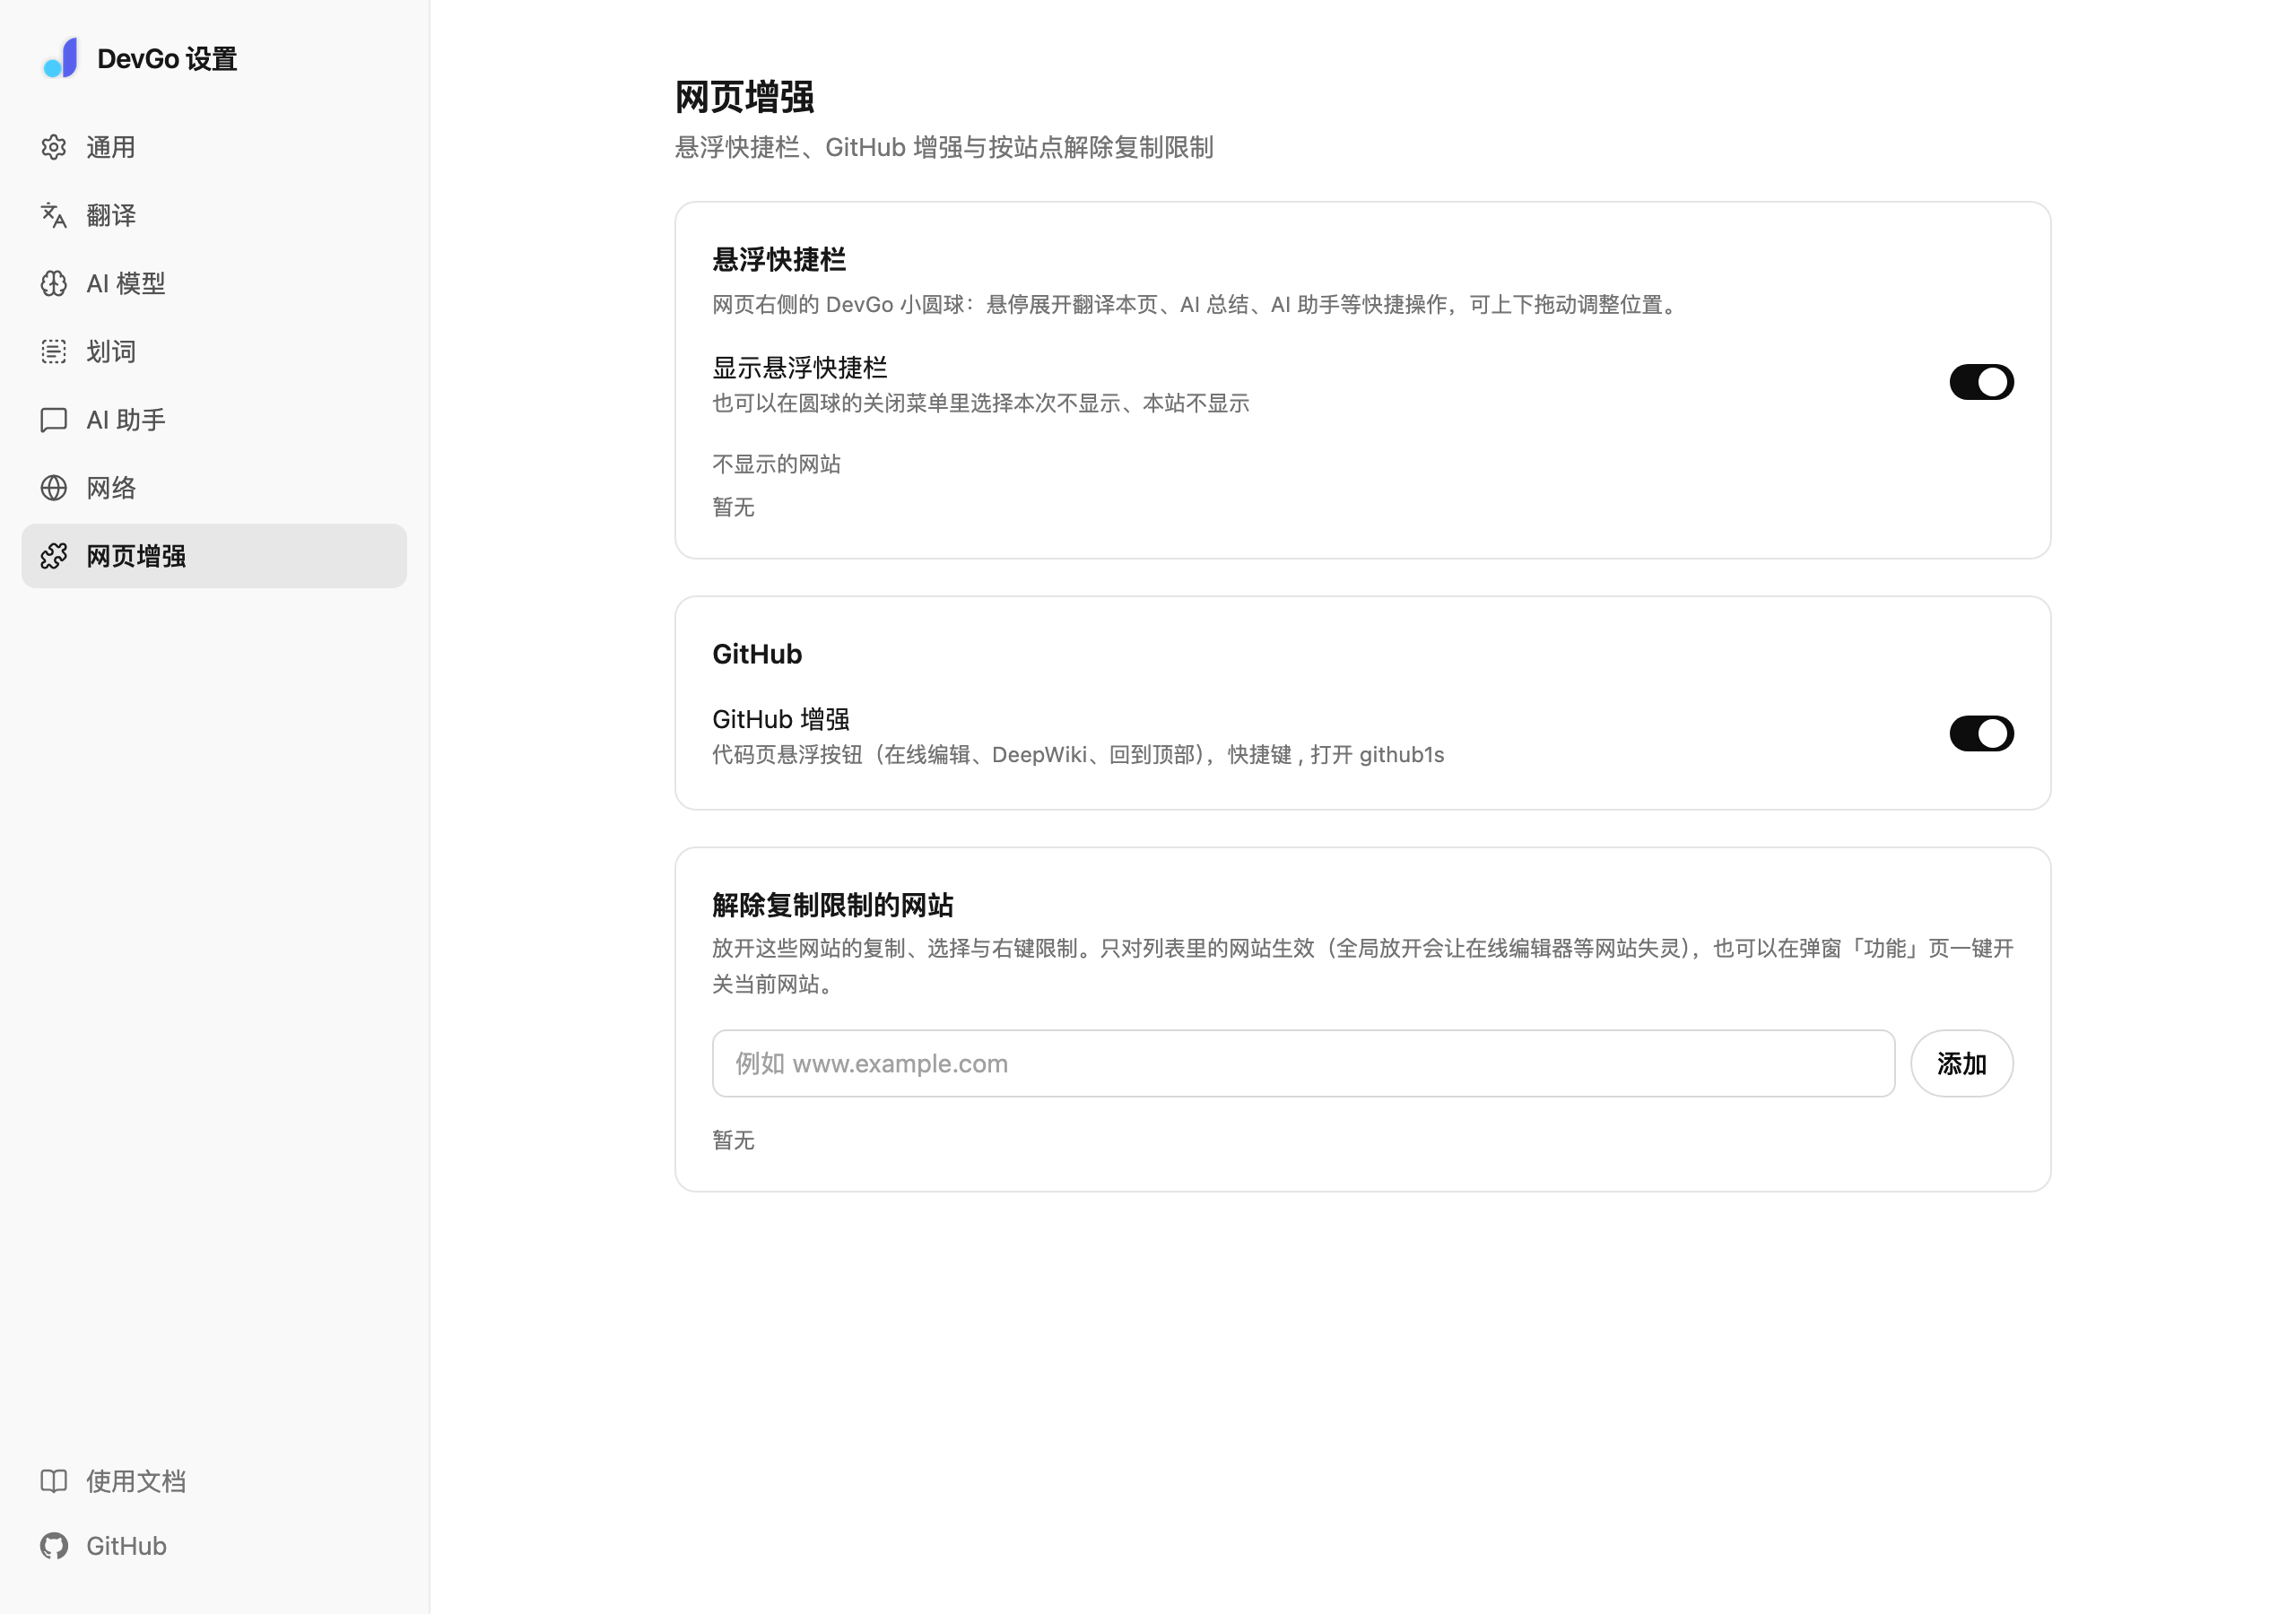 DevGo 设置
通用
翻译
AI 模型
划词
AI 助手
网络
网页增强
使用文档
GitHub
网页增强
悬浮快捷栏、GitHub 增强与按站点解除复制限制
悬浮快捷栏
网页右侧的 DevGo 小圆球：悬停展开翻译本页、AI 总结、AI 助手等快捷操作，可上下拖动调整位置。
显示悬浮快捷栏
也可以在圆球的关闭菜单里选择本次不显示、本站不显示
不显示的网站
暂无
GitHub
GitHub 增强
代码页悬浮按钮（在线编辑、DeepWiki、回到顶部），快捷键 , 打开 github1s
解除复制限制的网站
放开这些网站的复制、选择与右键限制。只对列表里的网站生效（全局放开会让在线编辑器等网站失灵），也可以在弹窗「功能」页一键开
关当前网站。
例如 www.example.com
添加
暂无